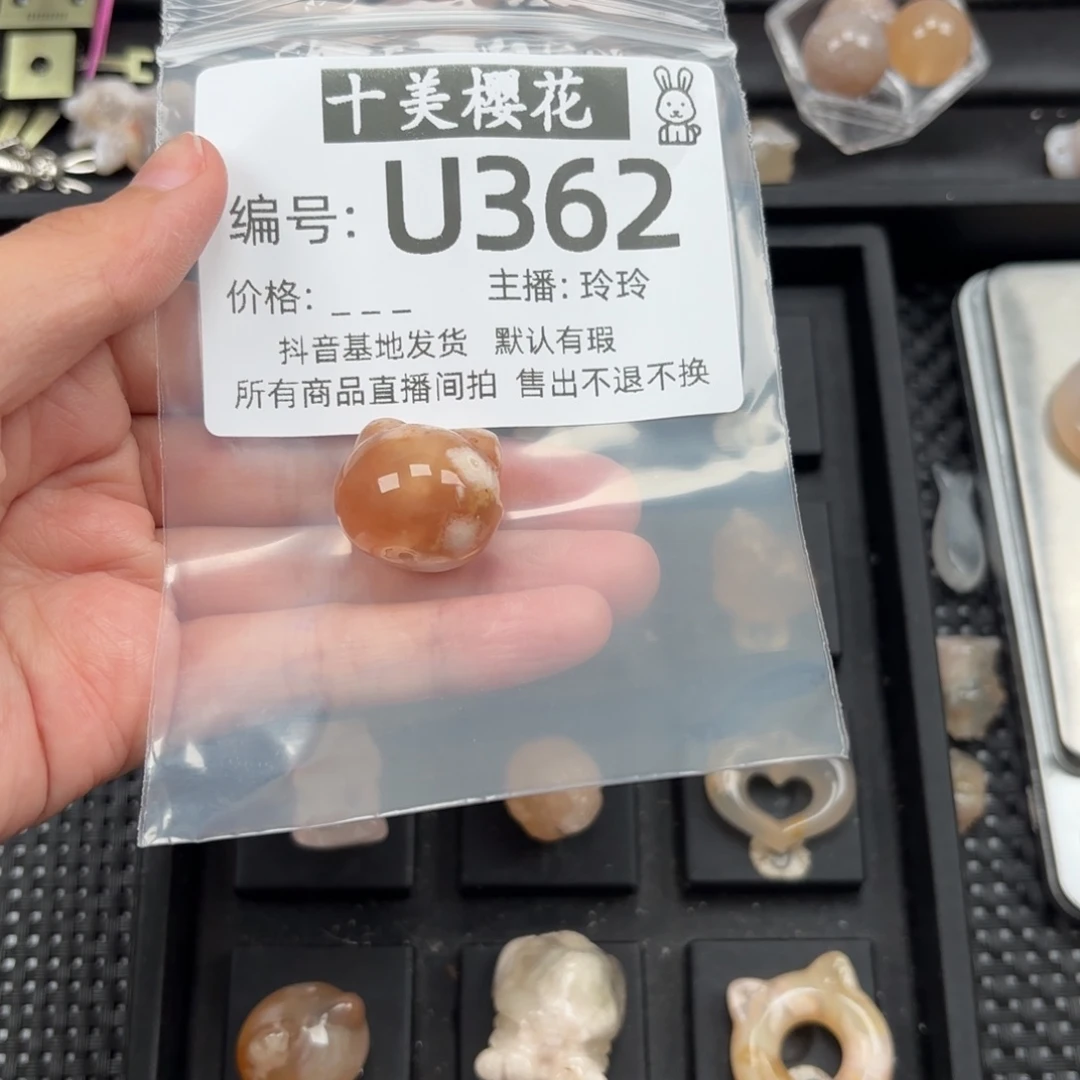 十美樱花
编号: U362
价格: _ _ _ 主播: 玲玲
抖音基地发货 默认有瑕
所有商品直播间拍 售出不退不换